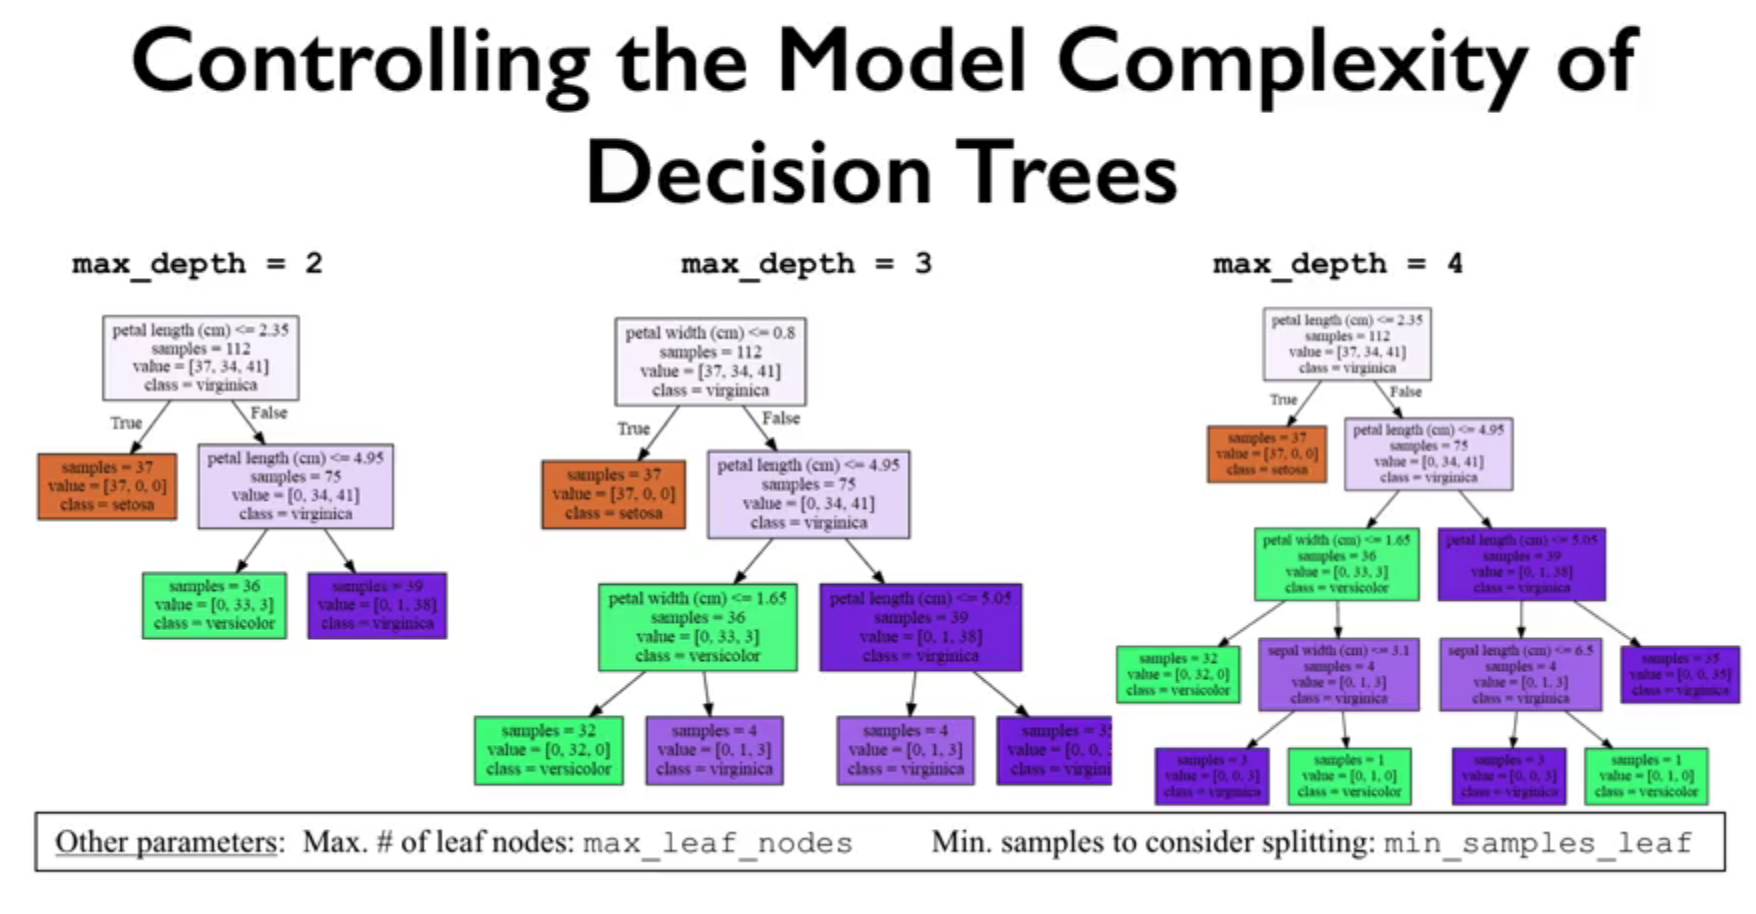 Controlling the Model Complexity of
Decision Trees
max_depth = 2
petal length (cm) <= 2.35
samples = 112
value = [37, 34, 41]
class = virginica
True
False
samples = 37
value = [37, 0, 0]
class = setosa
petal length (cm) <= 4.95
samples = 75
value = [0, 34, 41]
class = virginica
samples = 36
value = [0, 33, 3]
class = versicolor
samples = 39
value = [0, 1, 38]
class = virginica
max_depth = 3
petal width (cm) <= 0.8
samples = 112
value = [37, 34, 41]
class = virginica
True
False
samples = 37
value = [37, 0, 0]
class = setosa
petal length (cm) <= 4.95
samples = 75
value = [0, 34, 41]
class = virginica
petal width (cm) <= 1.65
samples = 36
value = [0, 33, 3]
class = versicolor
petal length (cm) <= 5.05
samples = 39
value = [0, 1, 38]
class = virginica
samples = 32
value = [0, 32, 0]
class = versicolor
samples = 4
value = [0, 1, 3]
class = virginica
samples = 4
value = [0, 1, 3]
class = virginica
samples = 3
value = [0, 0,
class = virgini
max_depth = 4
petal length (cm) <= 2.35
samples = 112
value = [37, 34, 41]
class = virginica
True
False
samples = 37
value = [37, 0, 0]
class = setosa
petal length (cm) <= 4.95
samples = 75
value = [0, 34, 41]
class = virginica
petal width (cm) <= 1.65
samples = 36
value = [0, 33, 3]
class = versicolor
petal length (cm) <= 5.05
samples = 39
value = [0, 1, 38]
class = virginica
samples = 32
value = [0, 32, 0]
class = versicolor
sepal width (cm) <= 3.1
samples = 4
value = [0, 1, 3]
class = virginica
sepal length (cm) <= 6.5
samples = 4
value = [0, 1, 3]
class = virginica
samples = 35
value = [0, 0, 35]
class = virginica
samples = 3
value = [0, 0, 3]
class = virginica
samples = 1
value = [0, 1, 0]
class = versicolor
samples = 3
value = [0, 0, 3]
class = virginica
samples = 1
value = [0, 1, 0]
class = versicolor
Other parameters: Max. # of leaf nodes: max_leaf_nodes Min. samples to consider splitting: min_samples_leaf